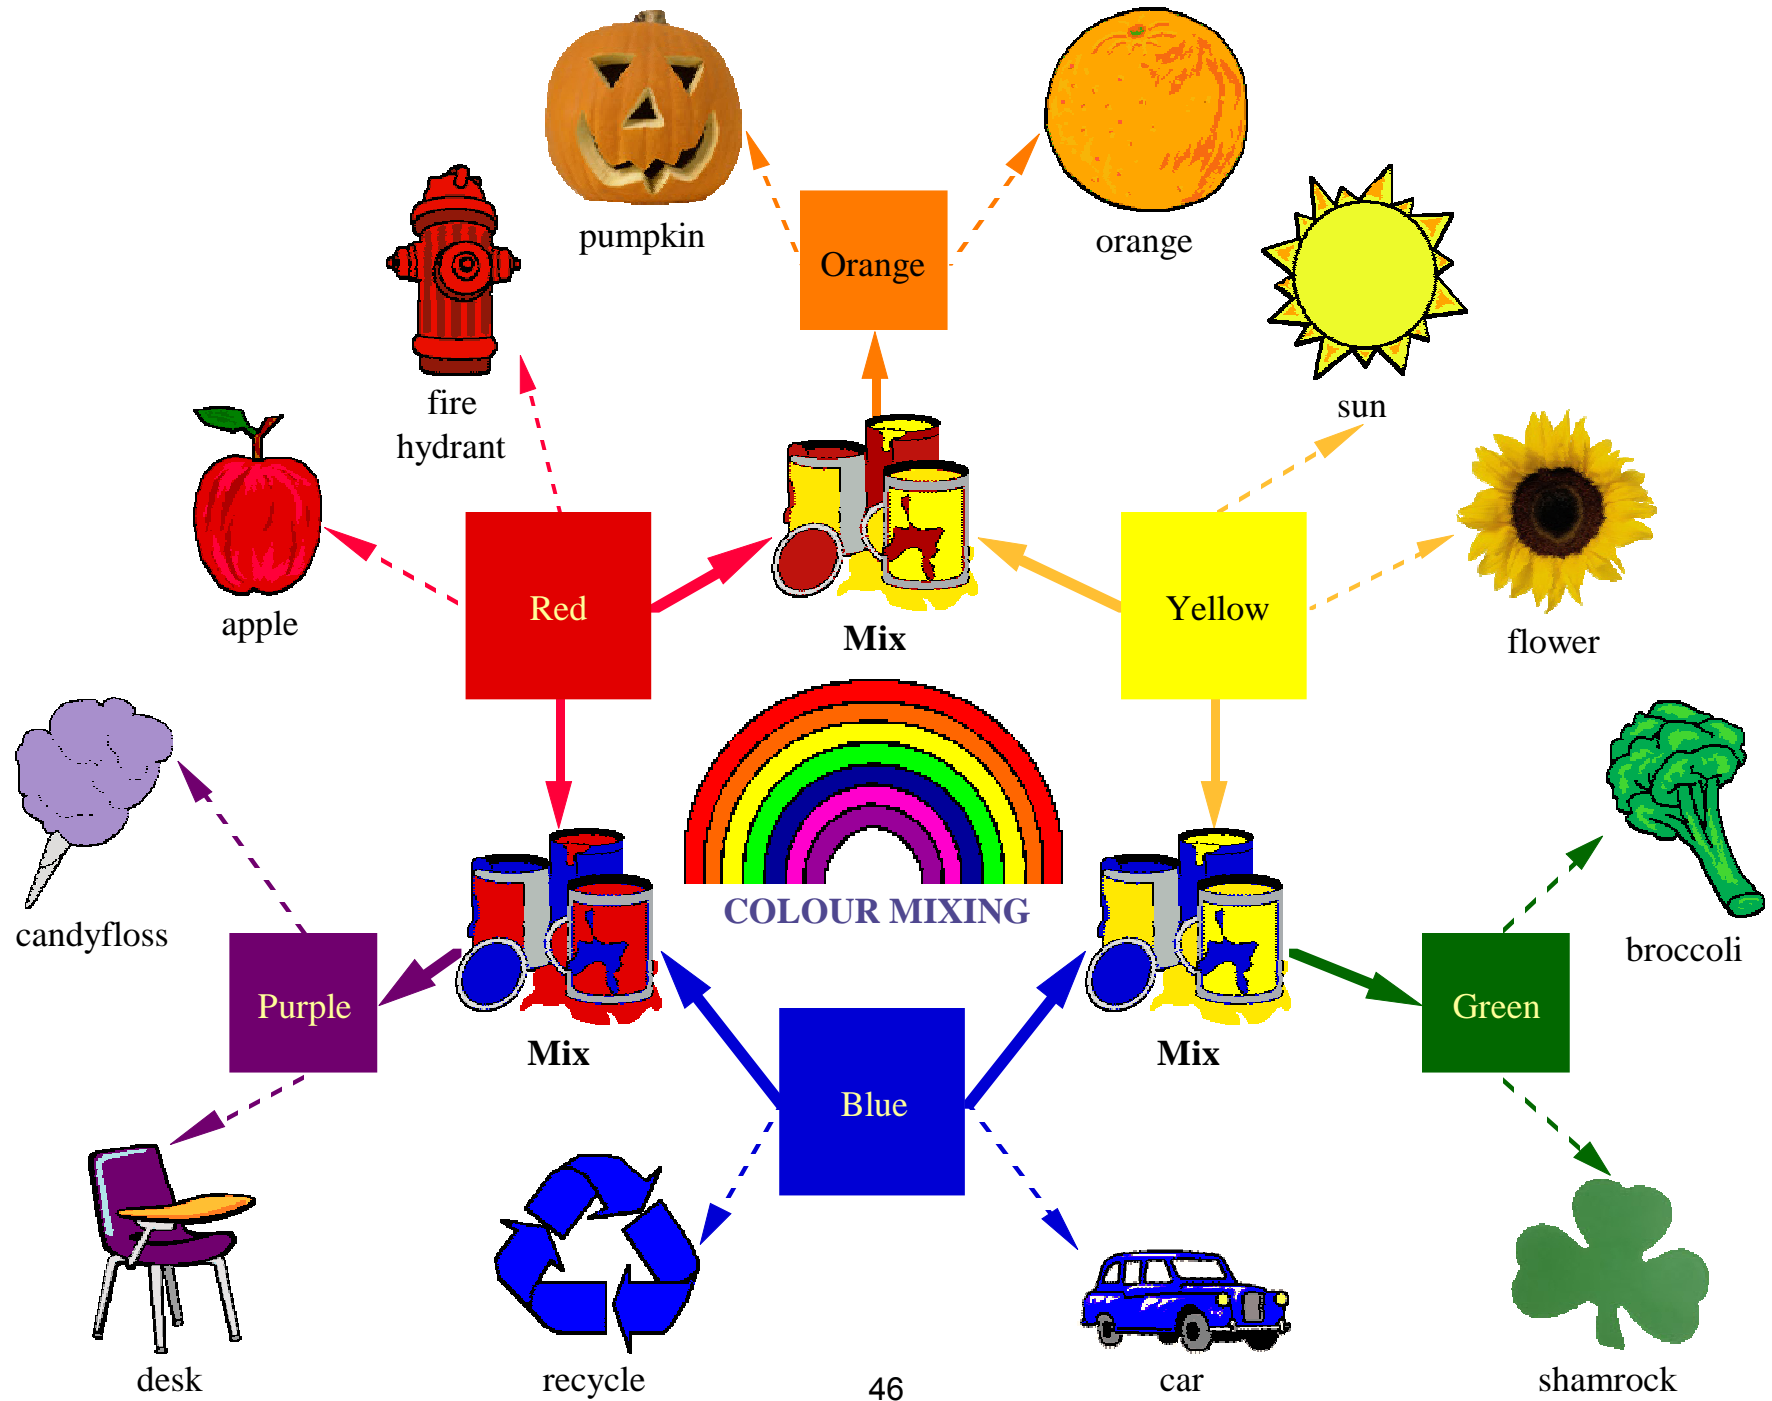 pumpkin
orange
Orange
fire
hydrant
sun
apple
Red
Yellow
Mix
flower
COLOUR MIXING
candyfloss
broccoli
Purple
Green
Mix
Mix
Blue
desk
recycle
car
shamrock
46